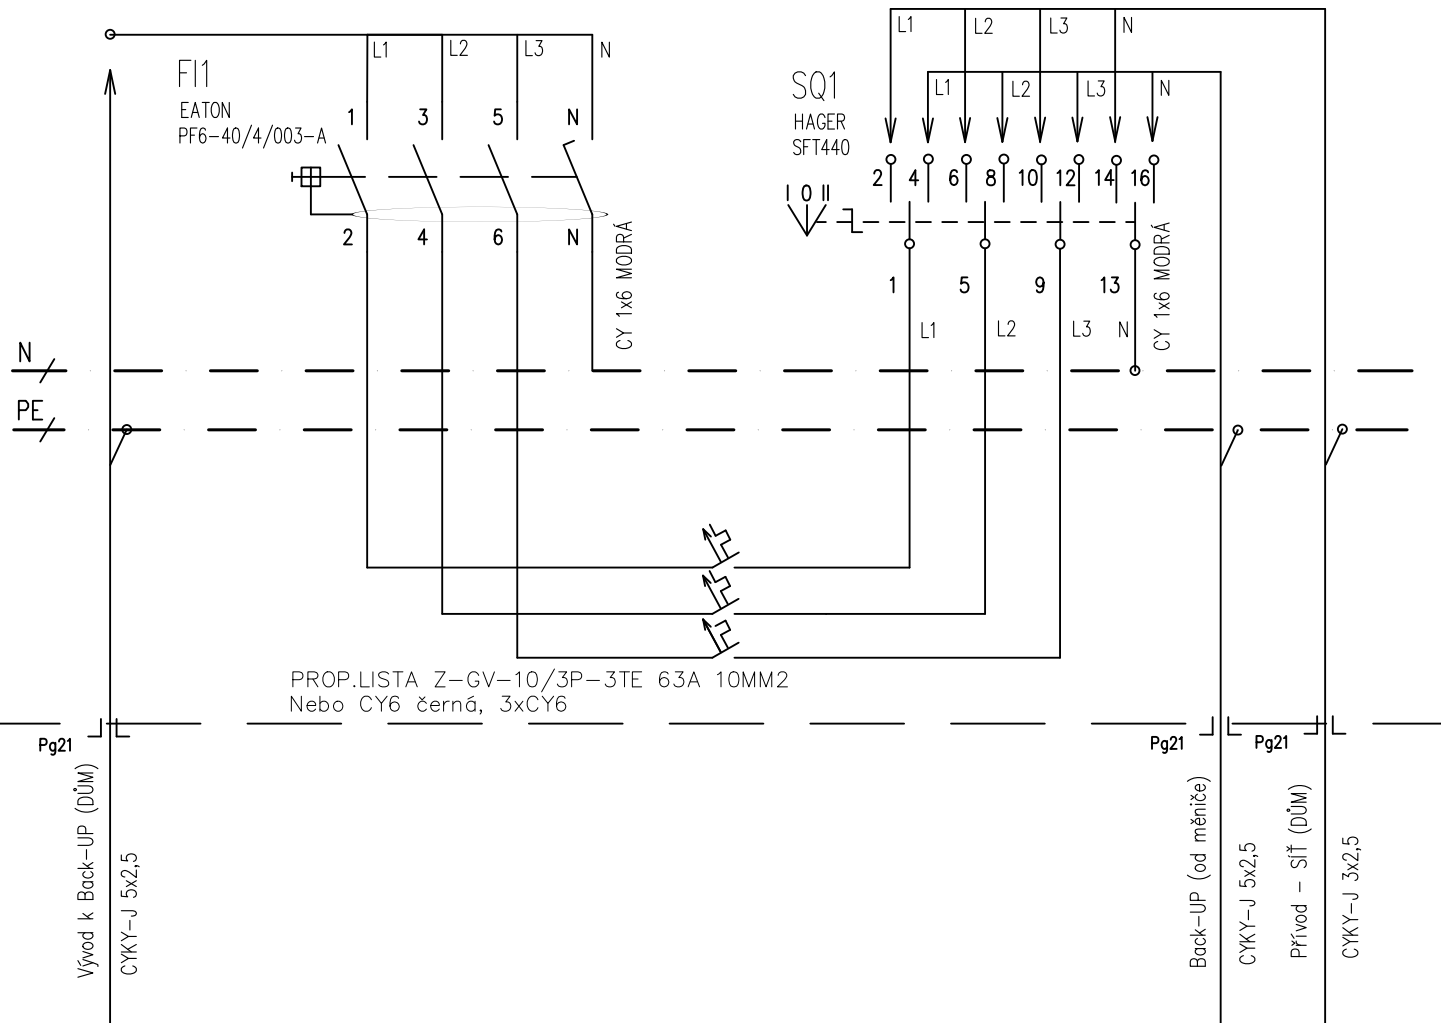 L1 L2 L3 N
FI1
EATON
PF6-40/4/003-A
1 3 5 N
2 4 6 N
CY 1x6 MODRÁ
L1 L2 L3 N
L1 L2 L3 N
SQ1
HAGER
SFT440
2 4 6 8 10 12 14 16
I O II
1 5 9 13
L1 L2 L3 N
CY 1x6 MODRÁ
N
PE
PROP.LISTA Z-GV-10/3P-3TE 63A 10MM2
Nebo CY6 černá, 3xCY6
Pg21
Pg21
Pg21
Vývod k Back-UP (DŮM)
CYKY-J 5x2,5
Back-UP (od měniče)
CYKY-J 5x2,5
Přívod - SÍŤ (DŮM)
CYKY-J 3x2,5